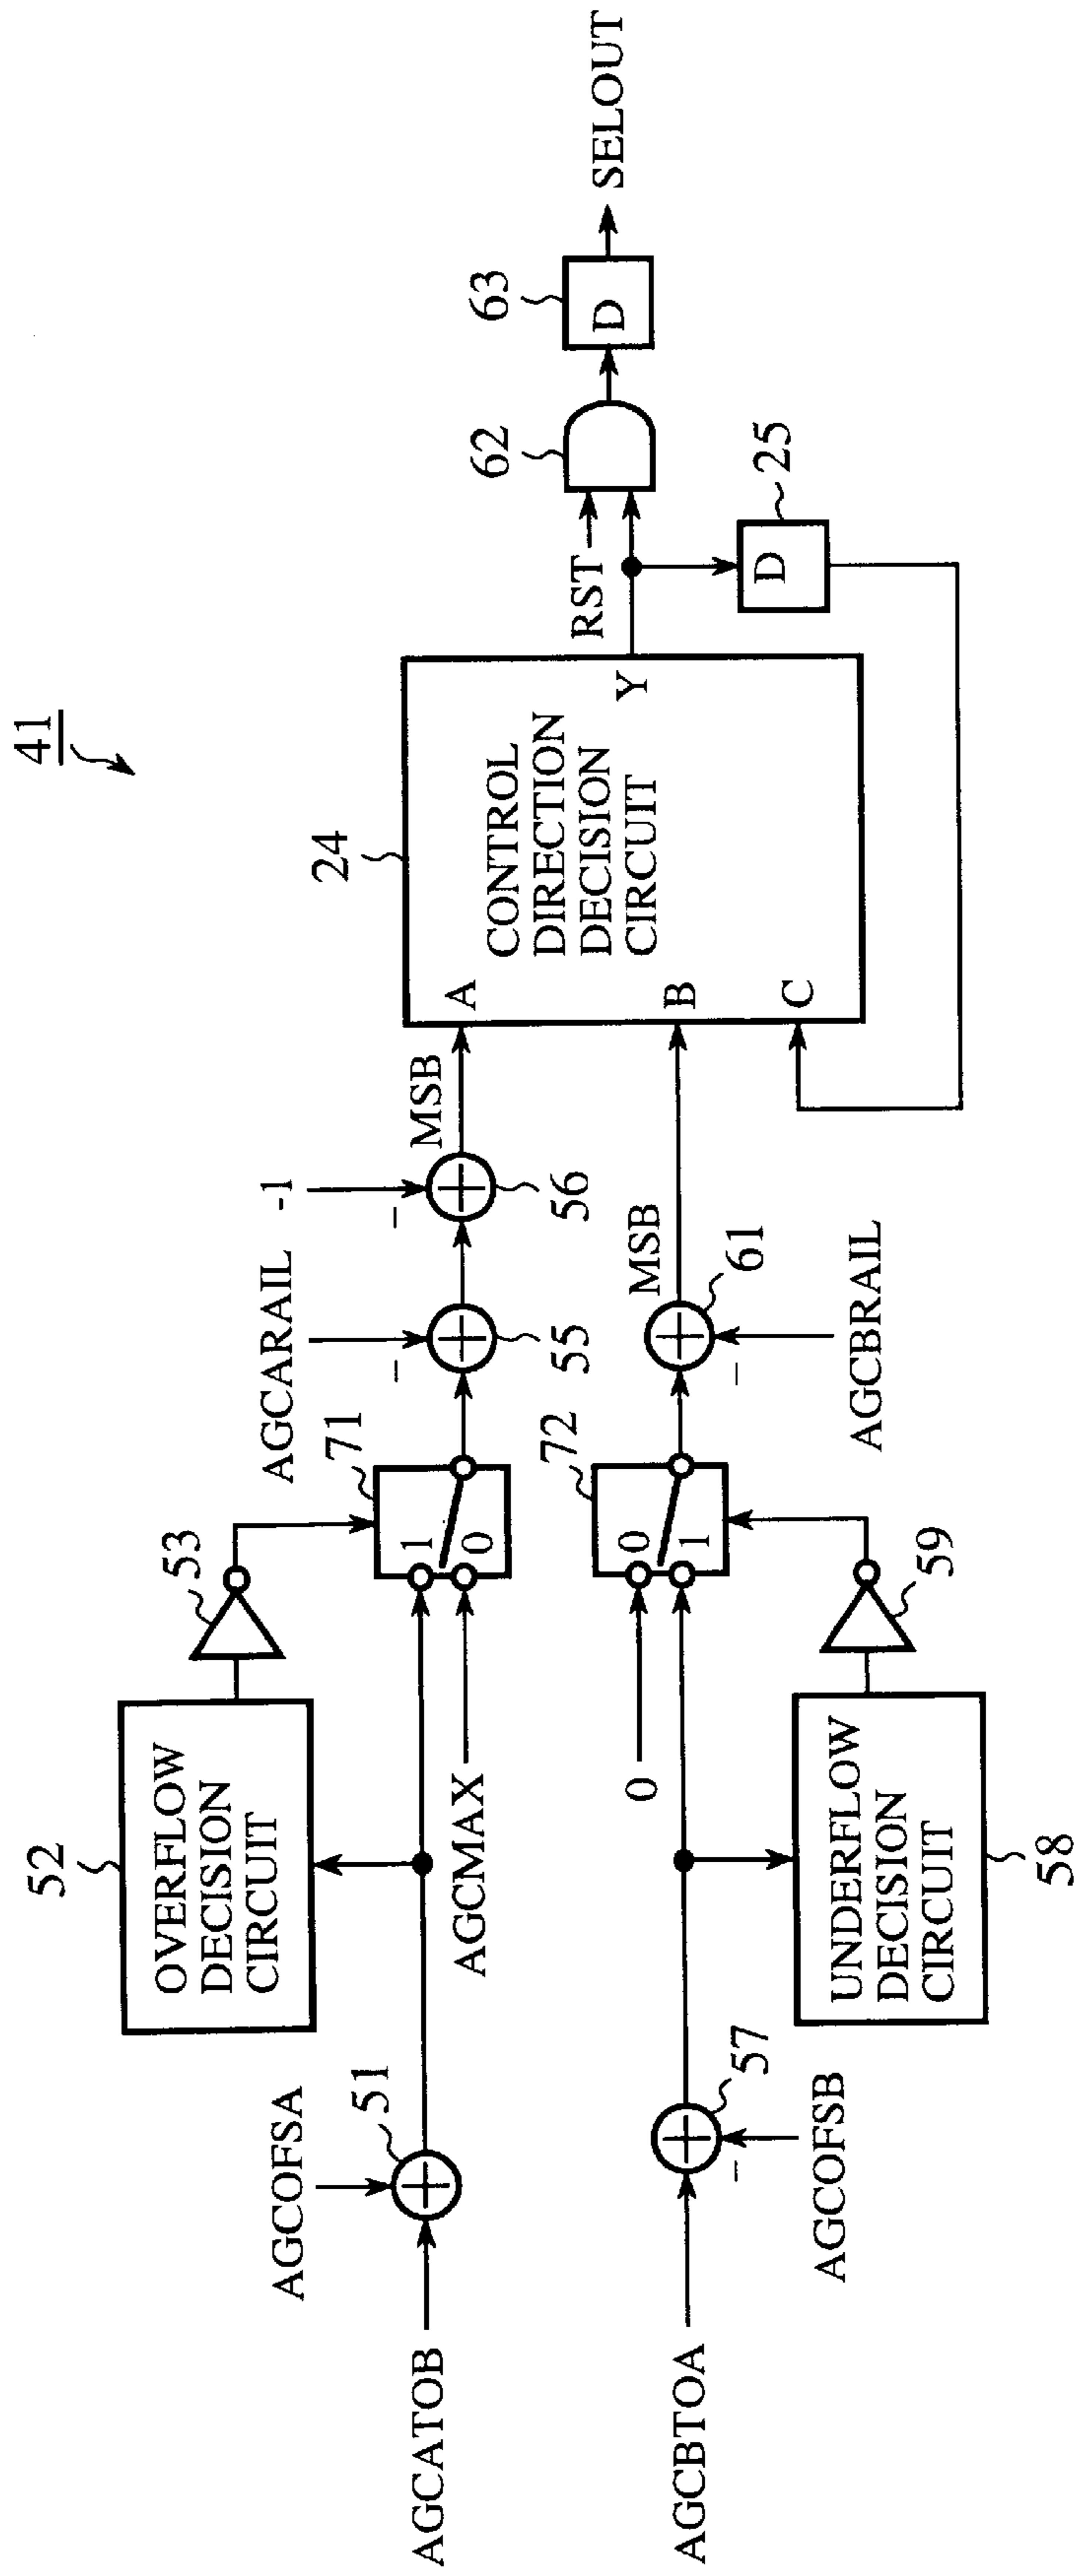 41
52
OVERFLOW
DECISION
CIRCUIT
53
AGCOFSA
51
AGCATOB
AGCMAX
71
1
0
AGCARAIL
−
55
-1
−
56
MSB
24
CONTROL
DIRECTION
DECISION
CIRCUIT
A
B
C
Y
RST
62
63
D
SELOUT
25
D
AGCBTOA
57
−
AGCOFSB
0
72
0
1
UNDERFLOW
DECISION
CIRCUIT
58
59
MSB
61
−
AGCBRAIL